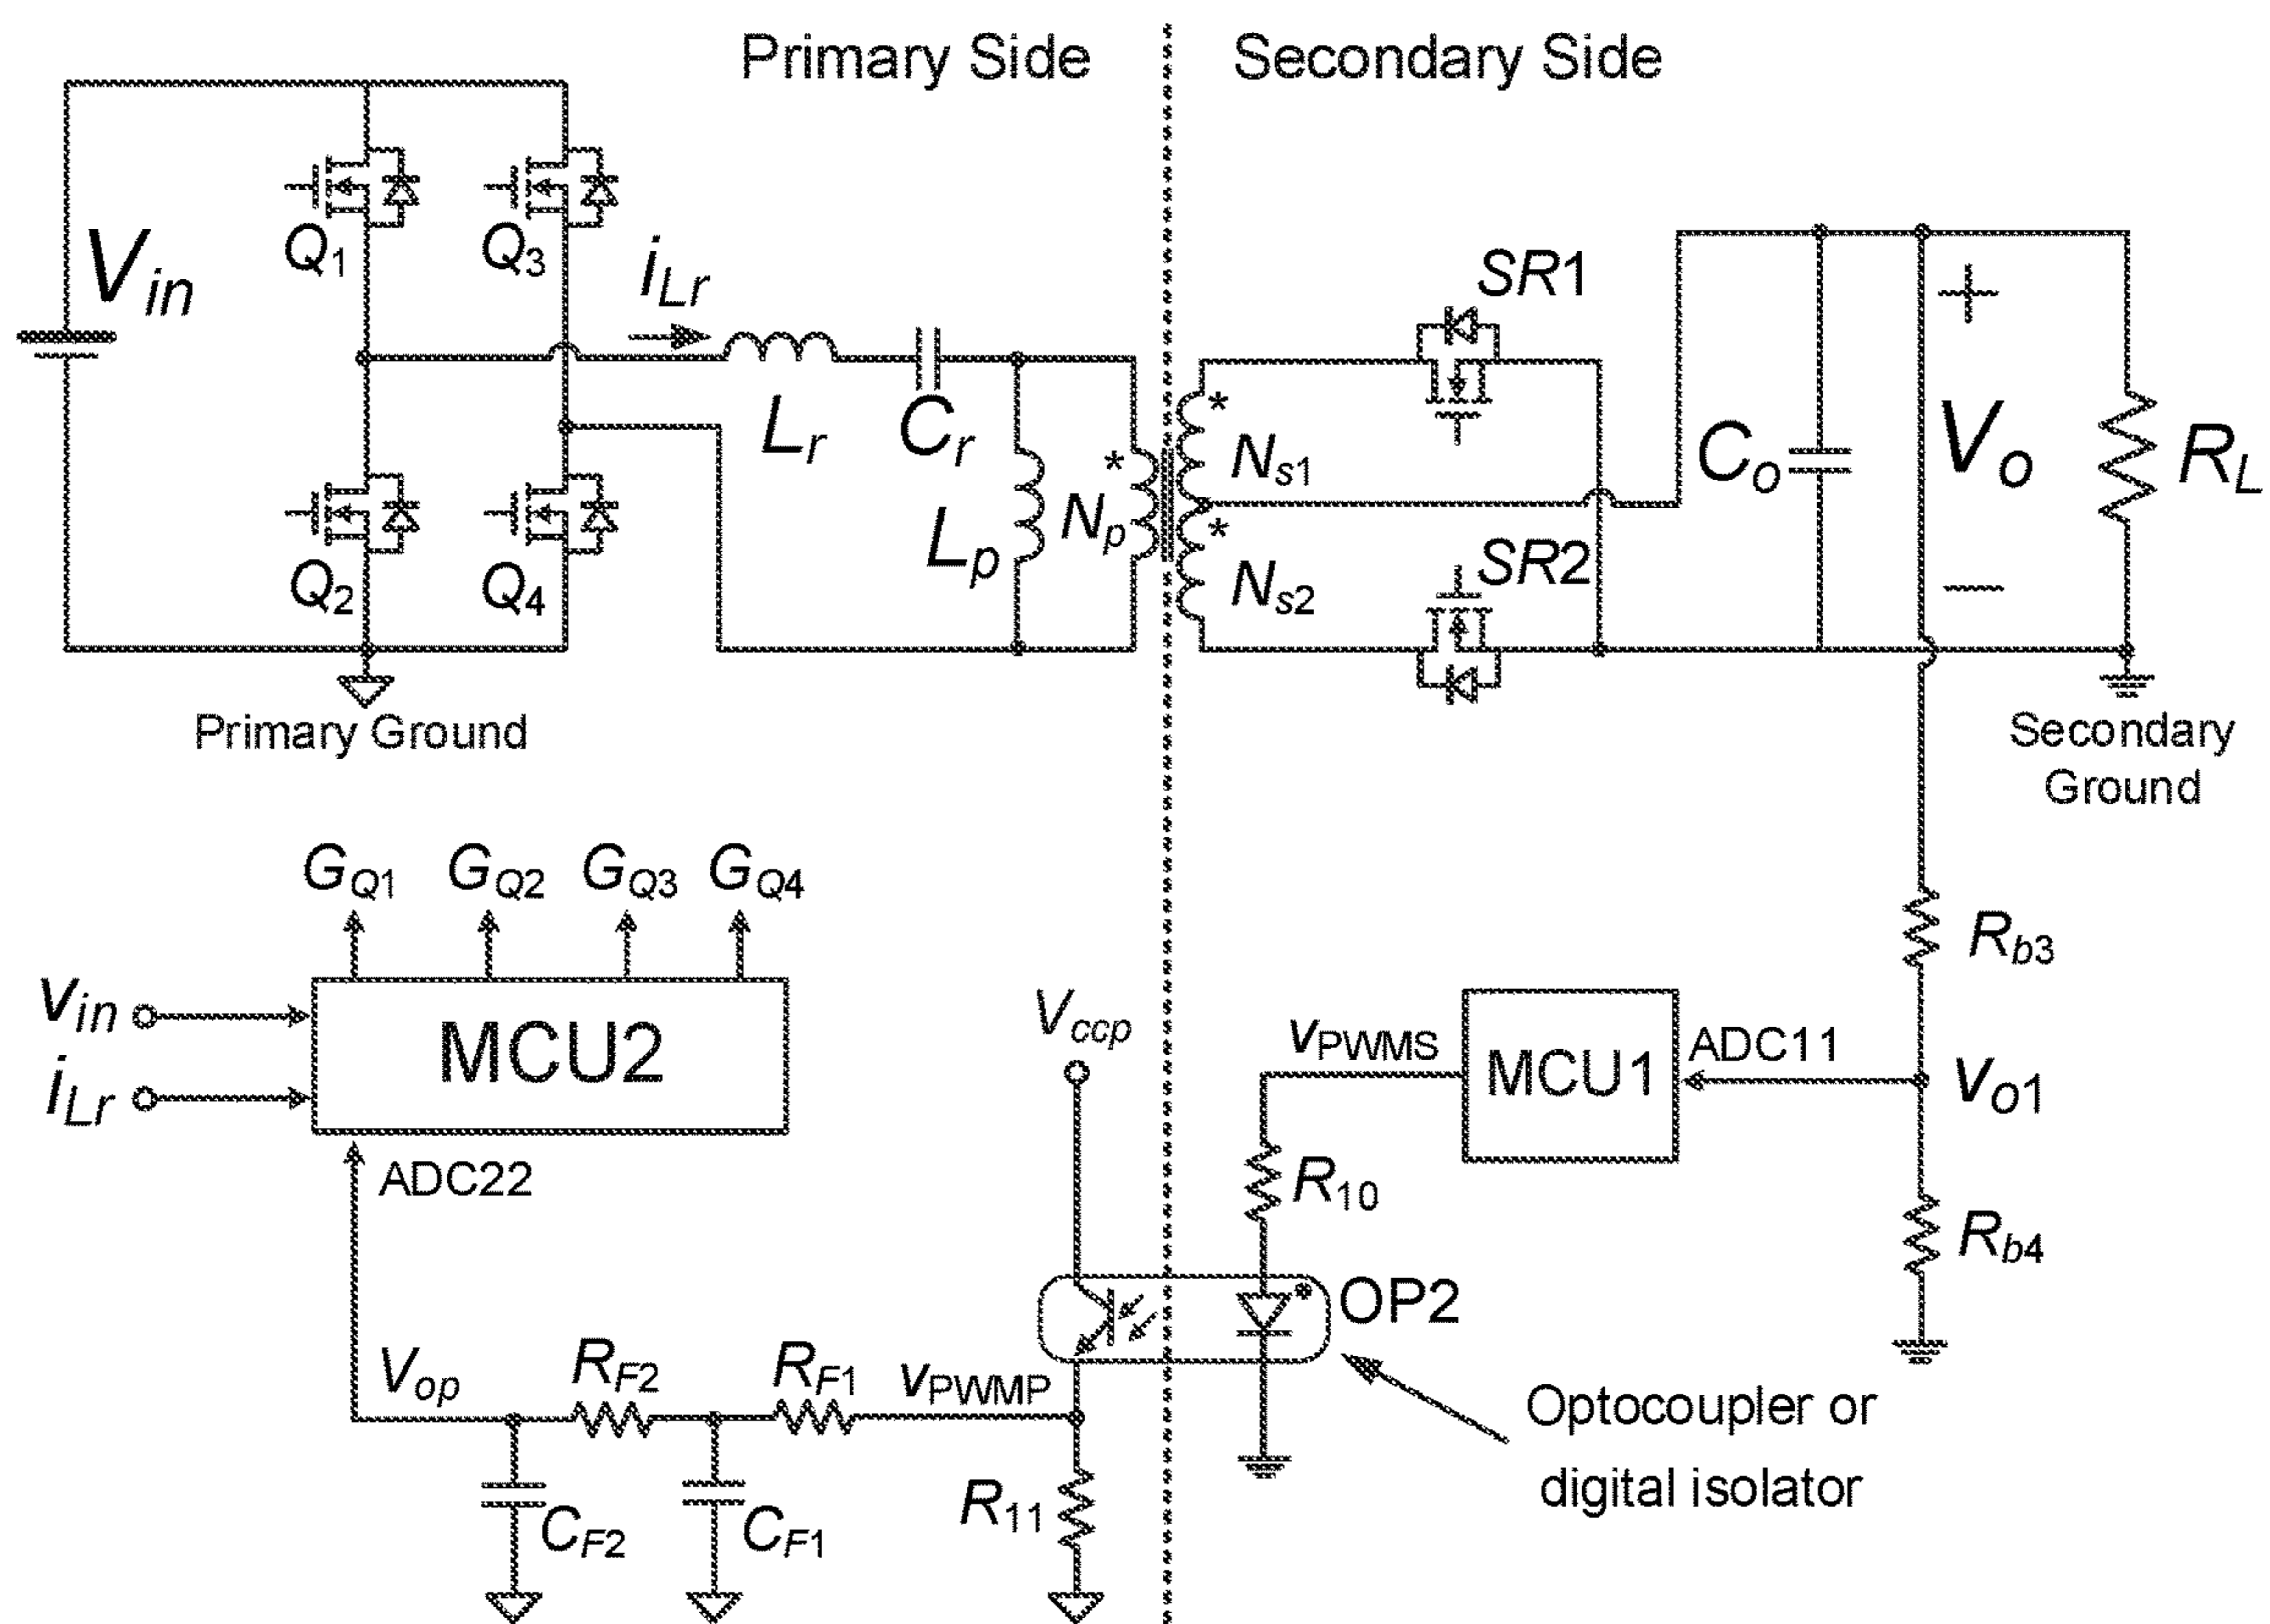 Primary Side
Secondary Side
Q1
Q3
Vin
iLr
SR1
+
Lr
Cr
* 
*
Ns1
Co
Vo
RL
Lp
Np
*
Q2
Q4
Ns2
SR2
−
Primary Ground
Secondary
Ground
GQ1 GQ2 GQ3 GQ4
Rb3
vin
MCU2
Vccp
vPWMS
MCU1
ADC11
vo1
iLr
ADC22
R10
Rb4
OP2
Vop
RF2
RF1
vPWMP
Optocoupler or
digital isolator
CF2
CF1
R11